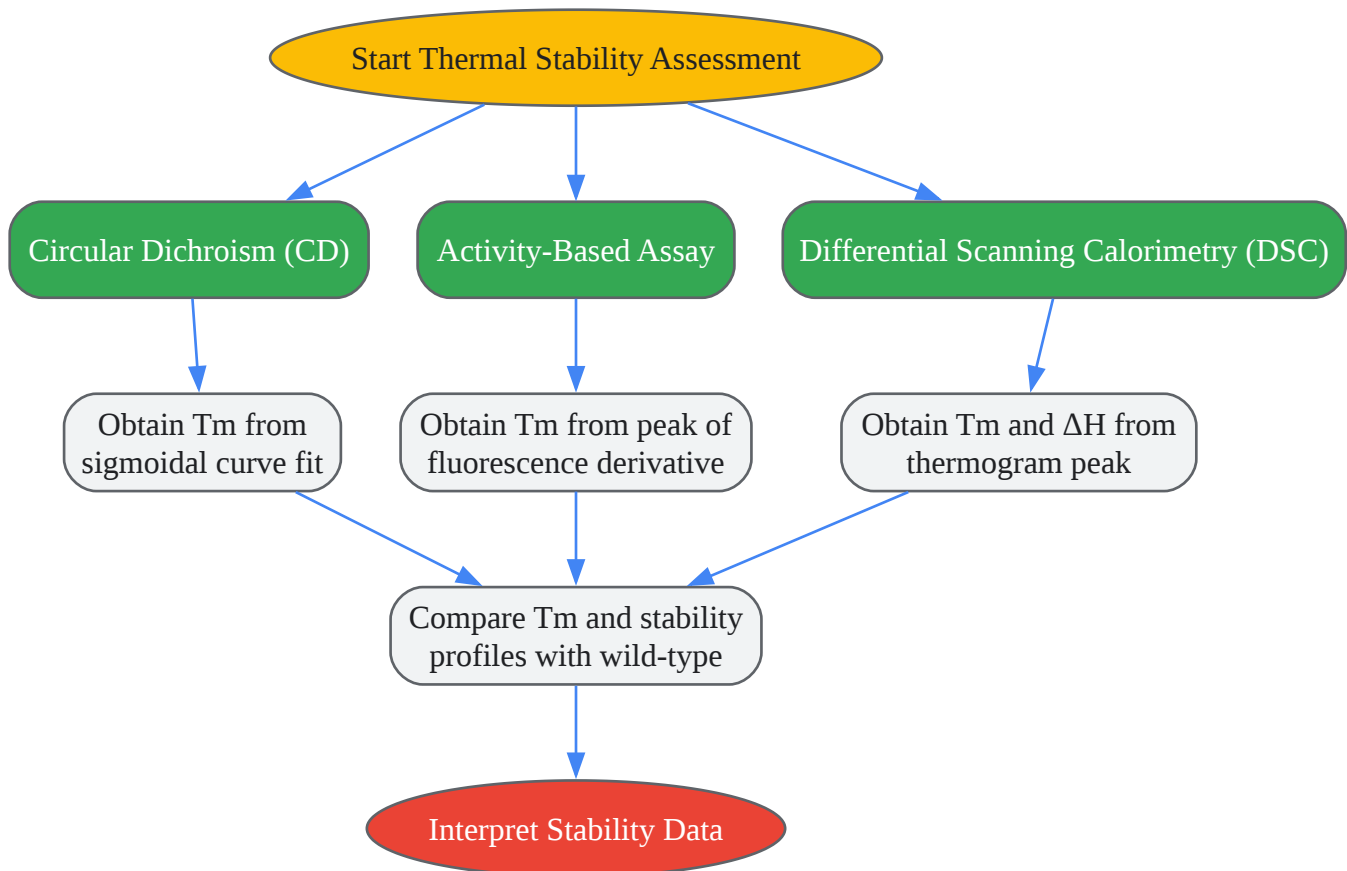 Start Thermal Stability Assessment
Circular Dichroism (CD)
Activity-Based Assay
Differential Scanning Calorimetry (DSC)
Obtain Tm from
sigmoidal curve fit
Obtain Tm from peak of
fluorescence derivative
Obtain Tm and ΔH from
thermogram peak
Compare Tm and stability
profiles with wild-type
Interpret Stability Data